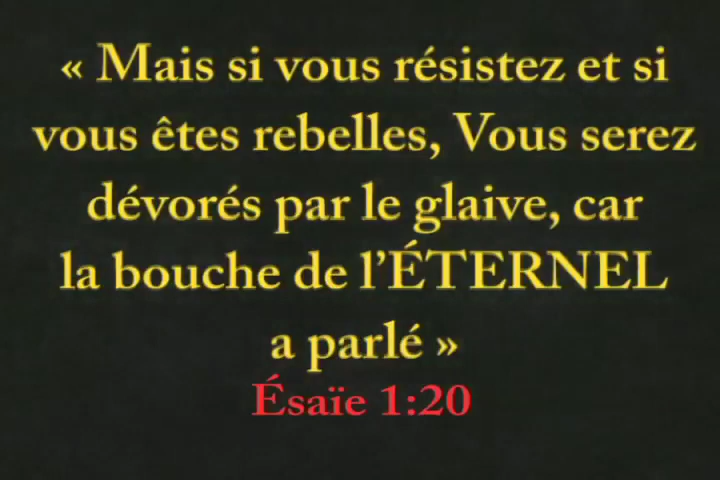 « Mais si vous résistez et si
vous êtes rebelles, Vous serez
dévorés par le glaive, car
la bouche de l’ÉTERNEL
a parlé »
Ésaïe 1:20